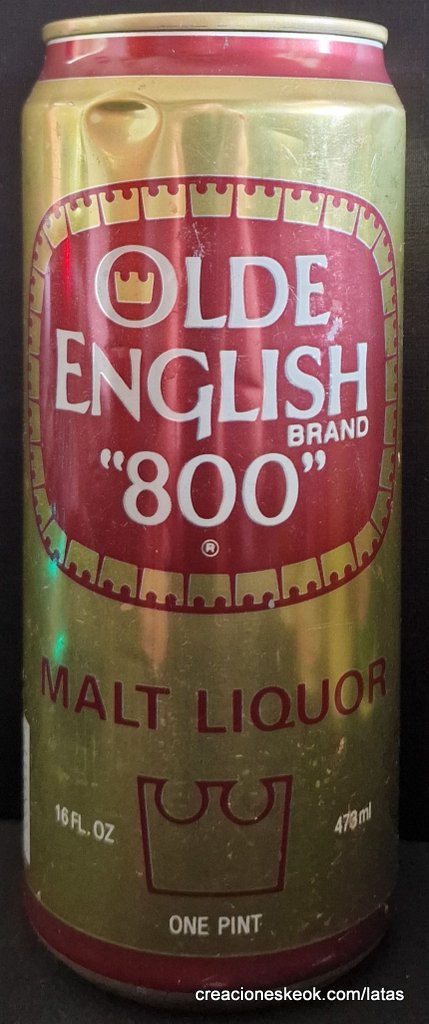 OLDE
ENGLISH
BRAND
“800”
®
MALT LIQUOR
16 FL. OZ
473 ml
ONE PINT
creacioneskeok.com/latas